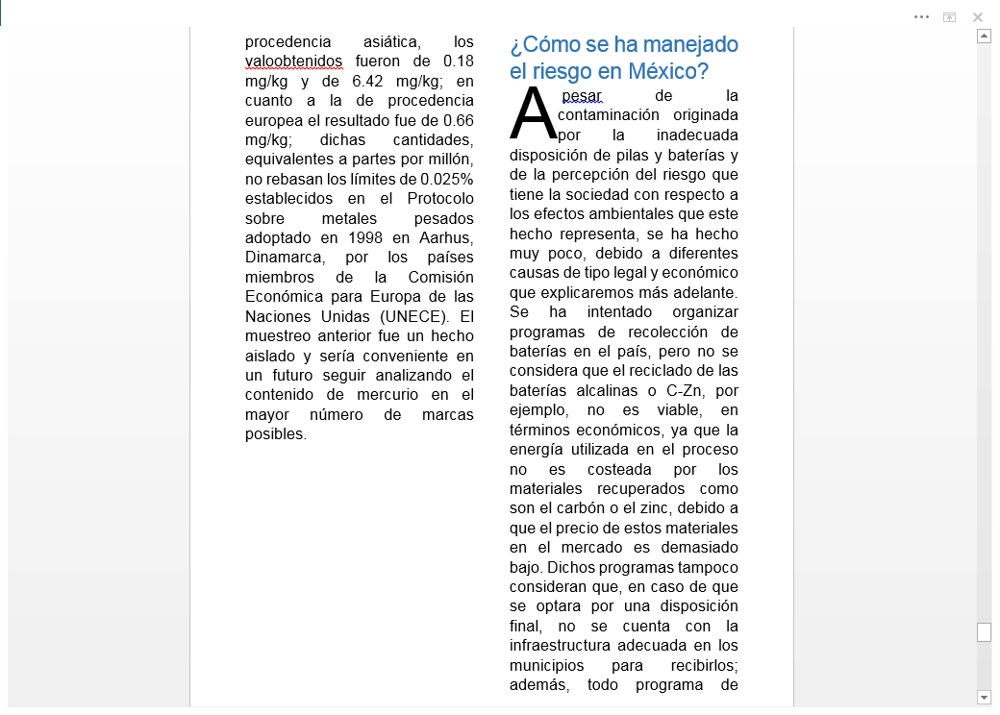 procedencia asiática, los
valoobtenidos fueron de 0.18
mg/kg y de 6.42 mg/kg; en
cuanto a la de procedencia
europea el resultado fue de 0.66
mg/kg; dichas cantidades,
equivalentes a partes por millón,
no rebasan los límites de 0.025%
establecidos en el Protocolo
sobre metales pesados
adoptado en 1998 en Aarhus,
Dinamarca, por los países
miembros de la Comisión
Económica para Europa de las
Naciones Unidas (UNECE). El
muestreo anterior fue un hecho
aislado y sería conveniente en
un futuro seguir analizando el
contenido de mercurio en el
mayor número de marcas
posibles.
¿Cómo se ha manejado
el riesgo en México?
A pesar de la
contaminación originada
por la inadecuada
disposición de pilas y baterías y
de la percepción del riesgo que
tiene la sociedad con respecto a
los efectos ambientales que este
hecho representa, se ha hecho
muy poco, debido a diferentes
causas de tipo legal y económico
que explicaremos más adelante.
Se ha intentado organizar
programas de recolección de
baterías en el país, pero no se
considera que el reciclado de las
baterías alcalinas o C-Zn, por
ejemplo, no es viable, en
términos económicos, ya que la
energía utilizada en el proceso
no es costeada por los
materiales recuperados como
son el carbón o el zinc, debido a
que el precio de estos materiales
en el mercado es demasiado
bajo. Dichos programas tampoco
consideran que, en caso de que
se optara por una disposición
final, no se cuenta con la
infraestructura adecuada en los
municipios para recibirlos;
además, todo programa de